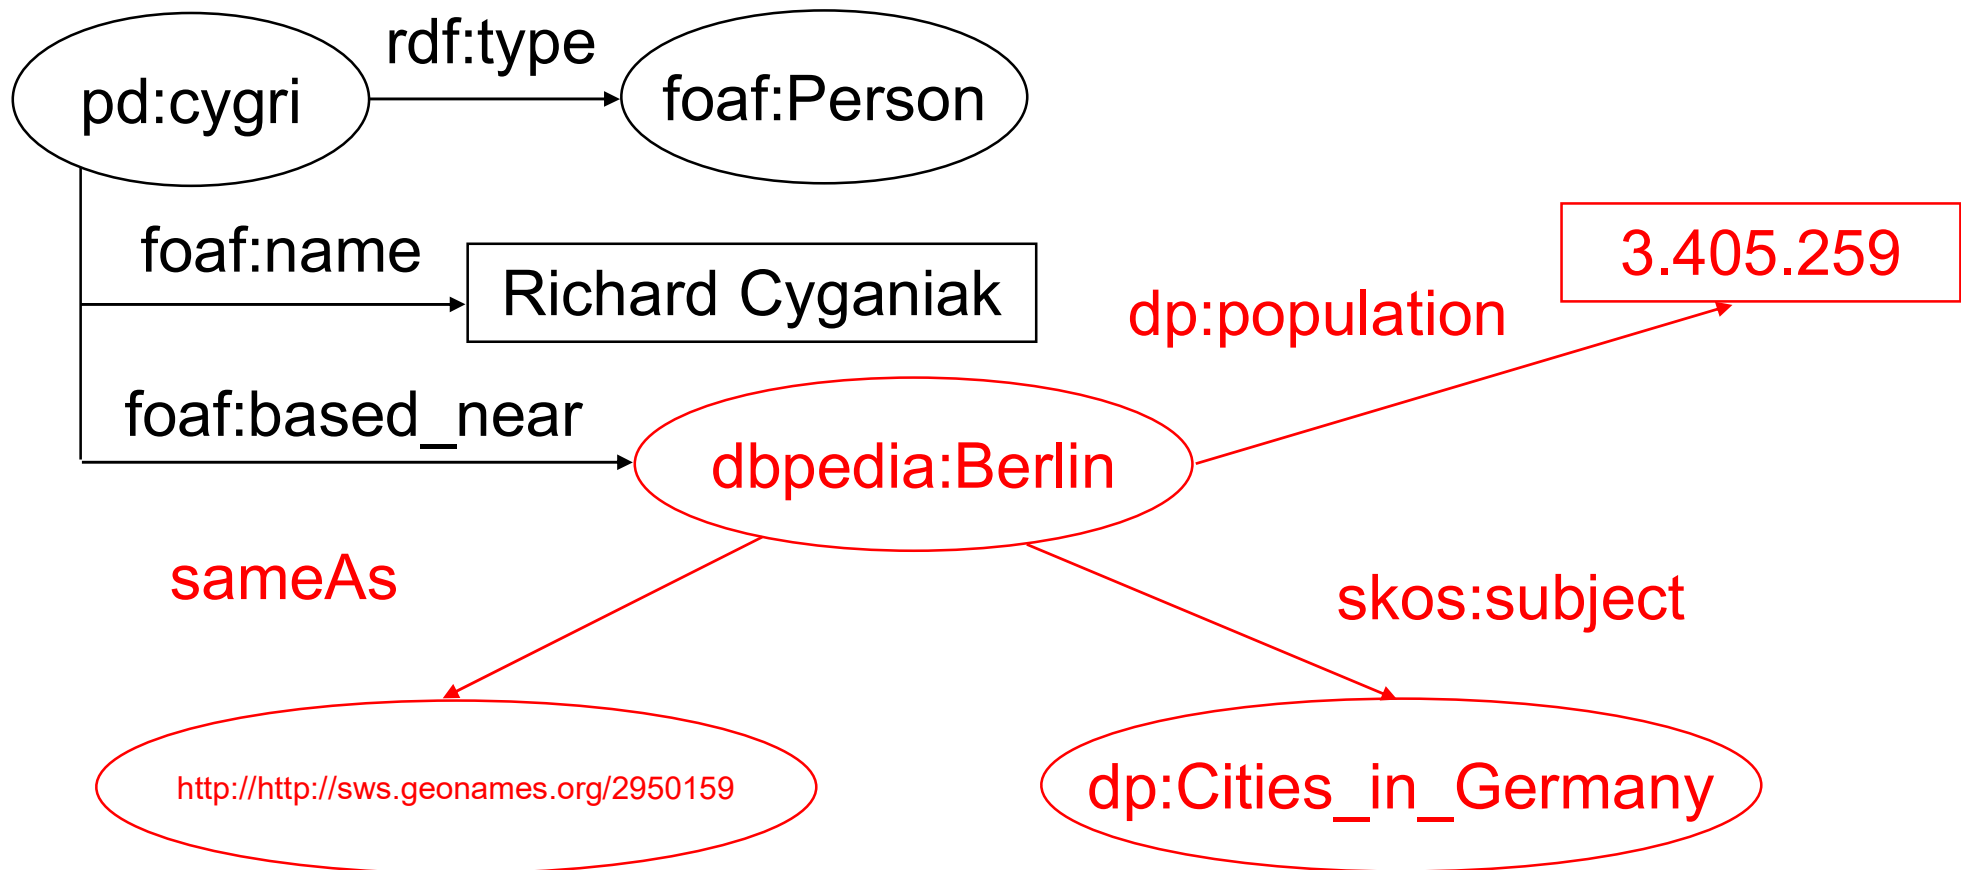 rdf:type
pd:cygri
foaf:Person
foaf:name
Richard Cyganiak
3.405.259
dp:population
foaf:based_near
dbpedia:Berlin
sameAs
skos:subject
http://http://sws.geonames.org/2950159
dp:Cities_in_Germany